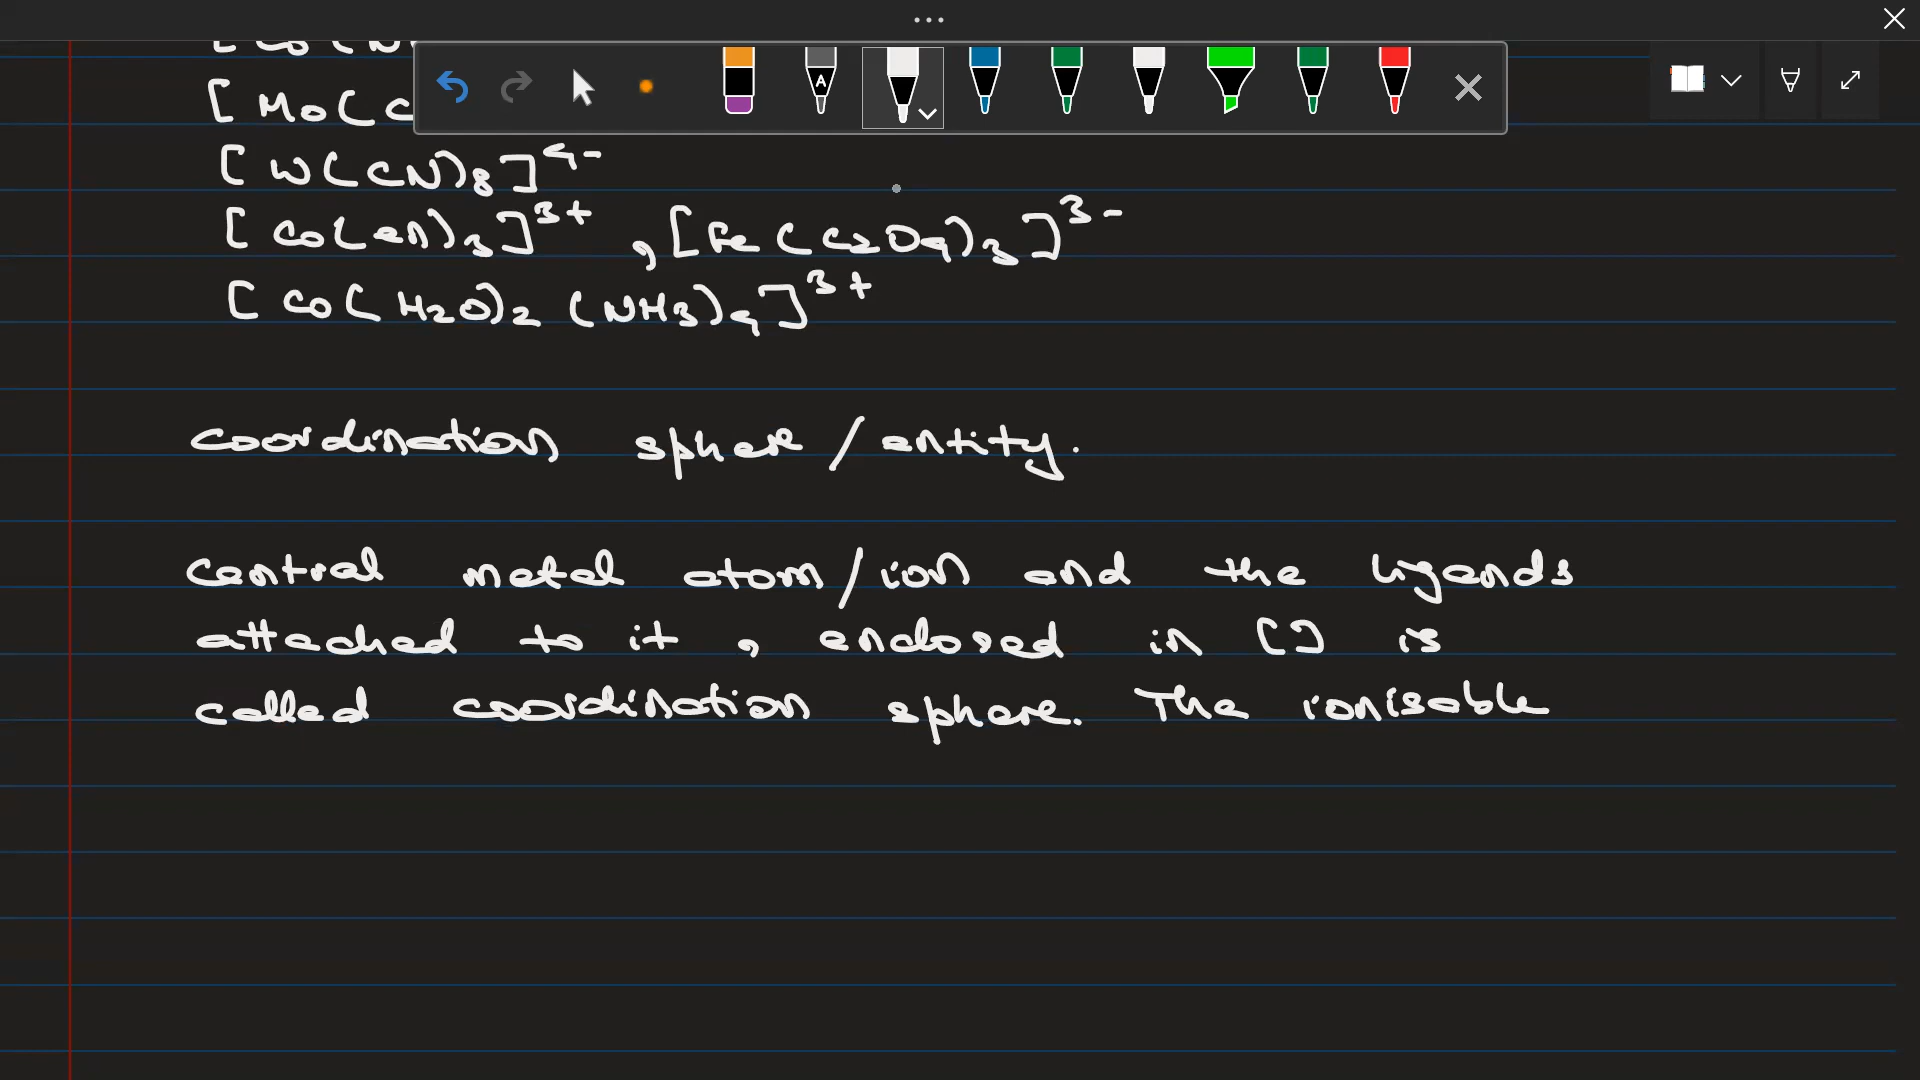 [Mo(C
[W(CN)8]4-
[Co(en)3]3+ , [Fe(C2O4)3]3-
[Co(H2O)2 (NH3)4]3+
coordination sphere / entity.
central metal atom/ion and the ligands
attached to it , enclosed in [] is
called coordination sphere. The ionisable